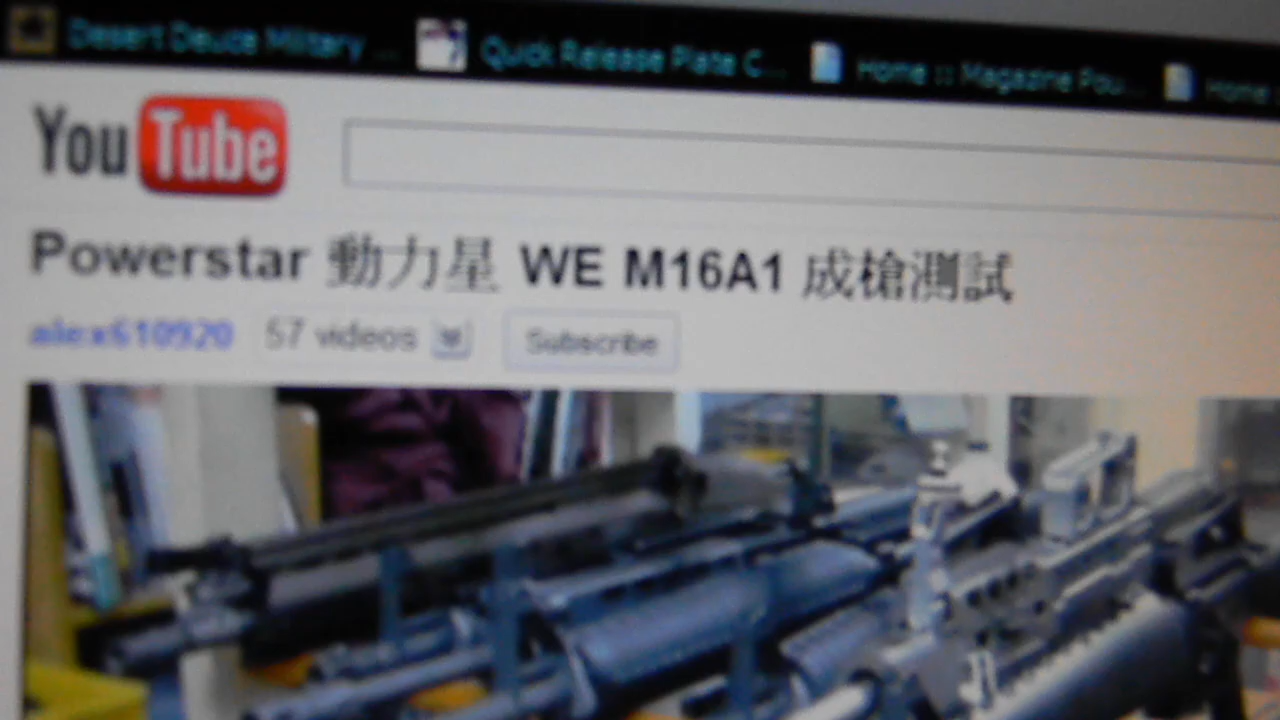 Desert Deuce Military ... Quick Release Plate C... Home :: Magazine Pou... Home
YouTube
Powerstar 動力星 WE M16A1 成槍測試
alex610920 57 videos Subscribe